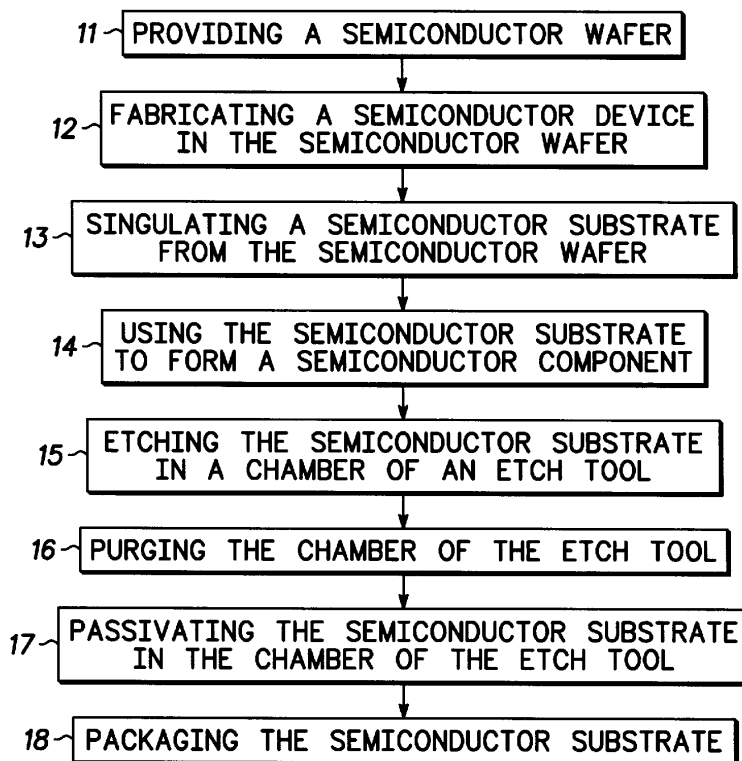 11 PROVIDING A SEMICONDUCTOR WAFER
12 FABRICATING A SEMICONDUCTOR DEVICE
IN THE SEMICONDUCTOR WAFER
13 SINGULATING A SEMICONDUCTOR SUBSTRATE
FROM THE SEMICONDUCTOR WAFER
14 USING THE SEMICONDUCTOR SUBSTRATE
TO FORM A SEMICONDUCTOR COMPONENT
15 ETCHING THE SEMICONDUCTOR SUBSTRATE
IN A CHAMBER OF AN ETCH TOOL
16 PURGING THE CHAMBER OF THE ETCH TOOL
17 PASSIVATING THE SEMICONDUCTOR SUBSTRATE
IN THE CHAMBER OF THE ETCH TOOL
18 PACKAGING THE SEMICONDUCTOR SUBSTRATE